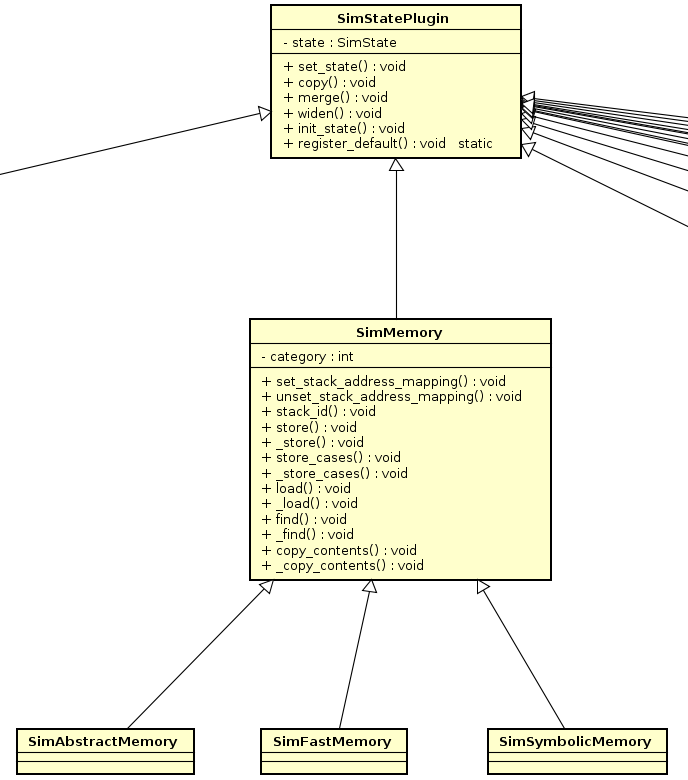 SimStatePlugin
- state : SimState
+ set_state() : void
+ copy() : void
+ merge() : void
+ widen() : void
+ init_state() : void
+ register_default() : void static
SimMemory
- category : int
+ set_stack_address_mapping() : void
+ unset_stack_address_mapping() : void
+ stack_id() : void
+ store() : void
+ _store() : void
+ store_cases() : void
+ _store_cases() : void
+ load() : void
+ _load() : void
+ find() : void
+ _find() : void
+ copy_contents() : void
+ _copy_contents() : void
SimAbstractMemory
SimFastMemory
SimSymbolicMemory